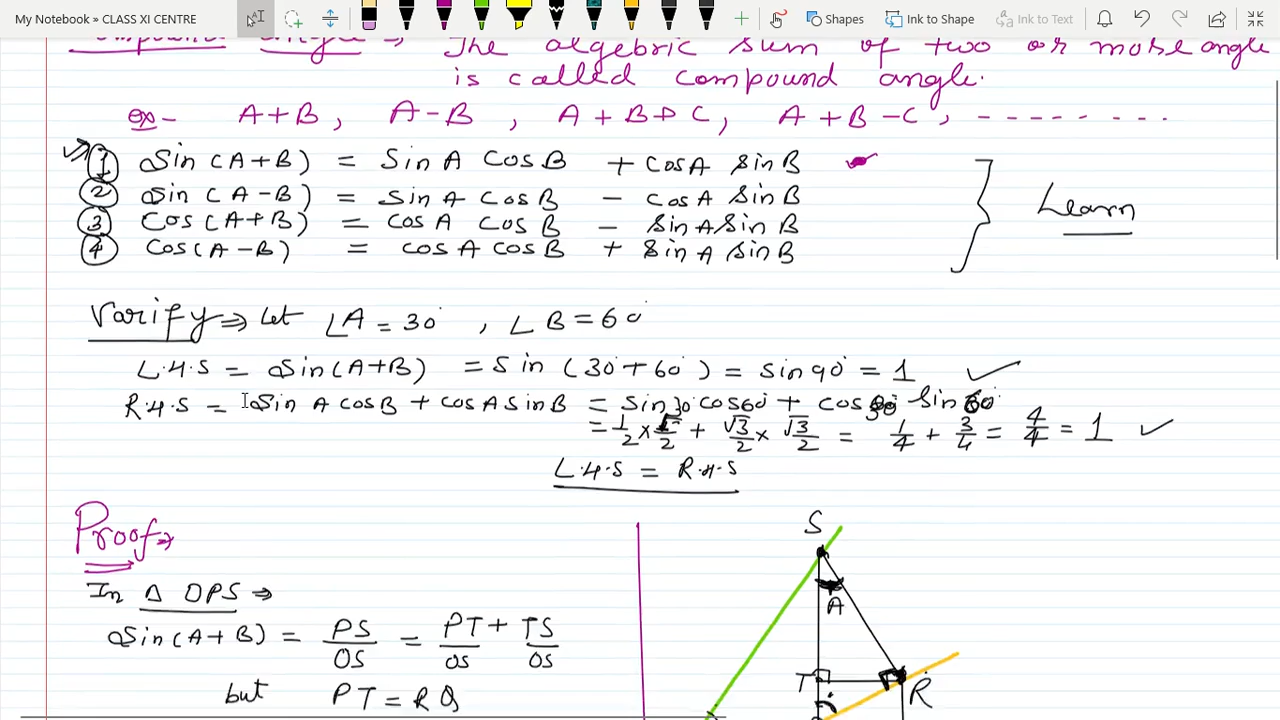 My Notebook » CLASS XI CENTRE
Shapes
Ink to Shape
Ink to Text
Compound angle ⇒ The algebric sum of two or more angle
is called compound angle.
ex- A+B, A-B, A+B+C, A+B-C, ---------
① Sin(A+B) = SinA CosB + CosA SinB
② Sin(A-B) = SinA CosB - CosA SinB
③ Cos(A+B) = CosA CosB - SinA SinB
④ Cos(A-B) = CosA CosB + SinA SinB
Learn
Varify ⇒ Let ∠A = 30°, ∠B = 60°
L.H.S = Sin(A+B) = Sin(30°+60°) = Sin90° = 1 ✓
R.H.S = Sin A CosB + CosA SinB = Sin30° Cos60° + Cos30° Sin60°
= 1/2 × 1/2 + √3/2 × √3/2 = 1/4 + 3/4 = 4/4 = 1 ✓
L.H.S = R.H.S
Proof ⇒
In Δ OPS ⇒
Sin(A+B) = PS/OS = PT/OS + TS/OS
but PT = RQ
S
A
T
R